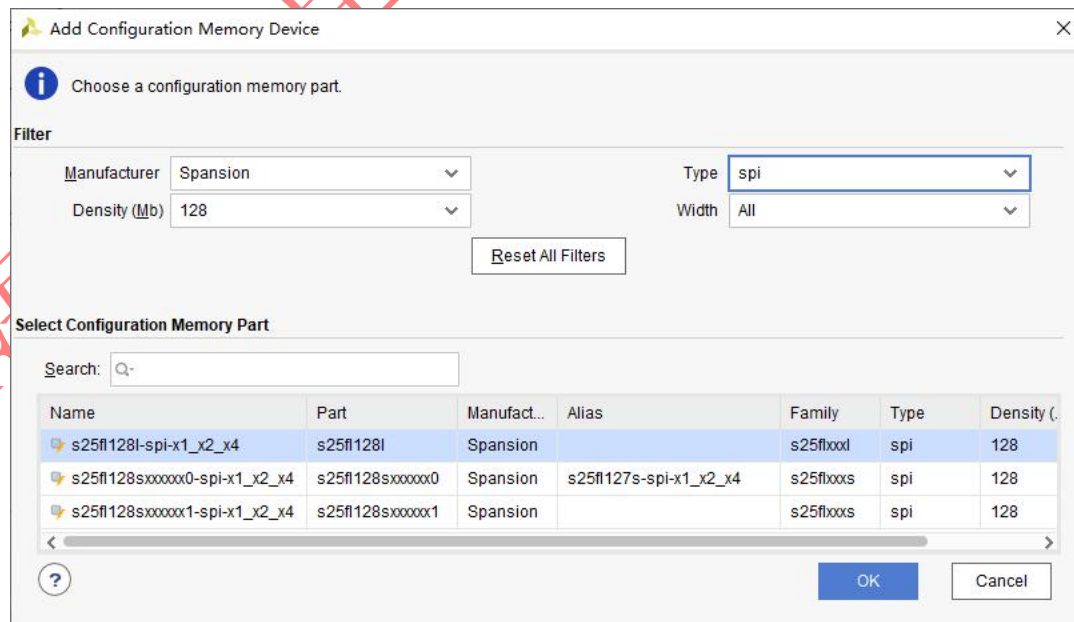 Add Configuration Memory Device
Choose a configuration memory part.
Filter
Manufacturer Spansion Type spi
Density (Mb) 128 Width All
Reset All Filters
Select Configuration Memory Part
Search:
Name Part Manufact... Alias Family Type Density (.
s25fl128l-spi-x1_x2_x4 s25fl128l Spansion s25flxxxl spi 128
s25fl128sxxxxxx0-spi-x1_x2_x4 s25fl128sxxxxxx0 Spansion s25fl127s-spi-x1_x2_x4 s25flxxxs spi 128
s25fl128sxxxxxx1-spi-x1_x2_x4 s25fl128sxxxxxx1 Spansion s25flxxxs spi 128
? OK Cancel